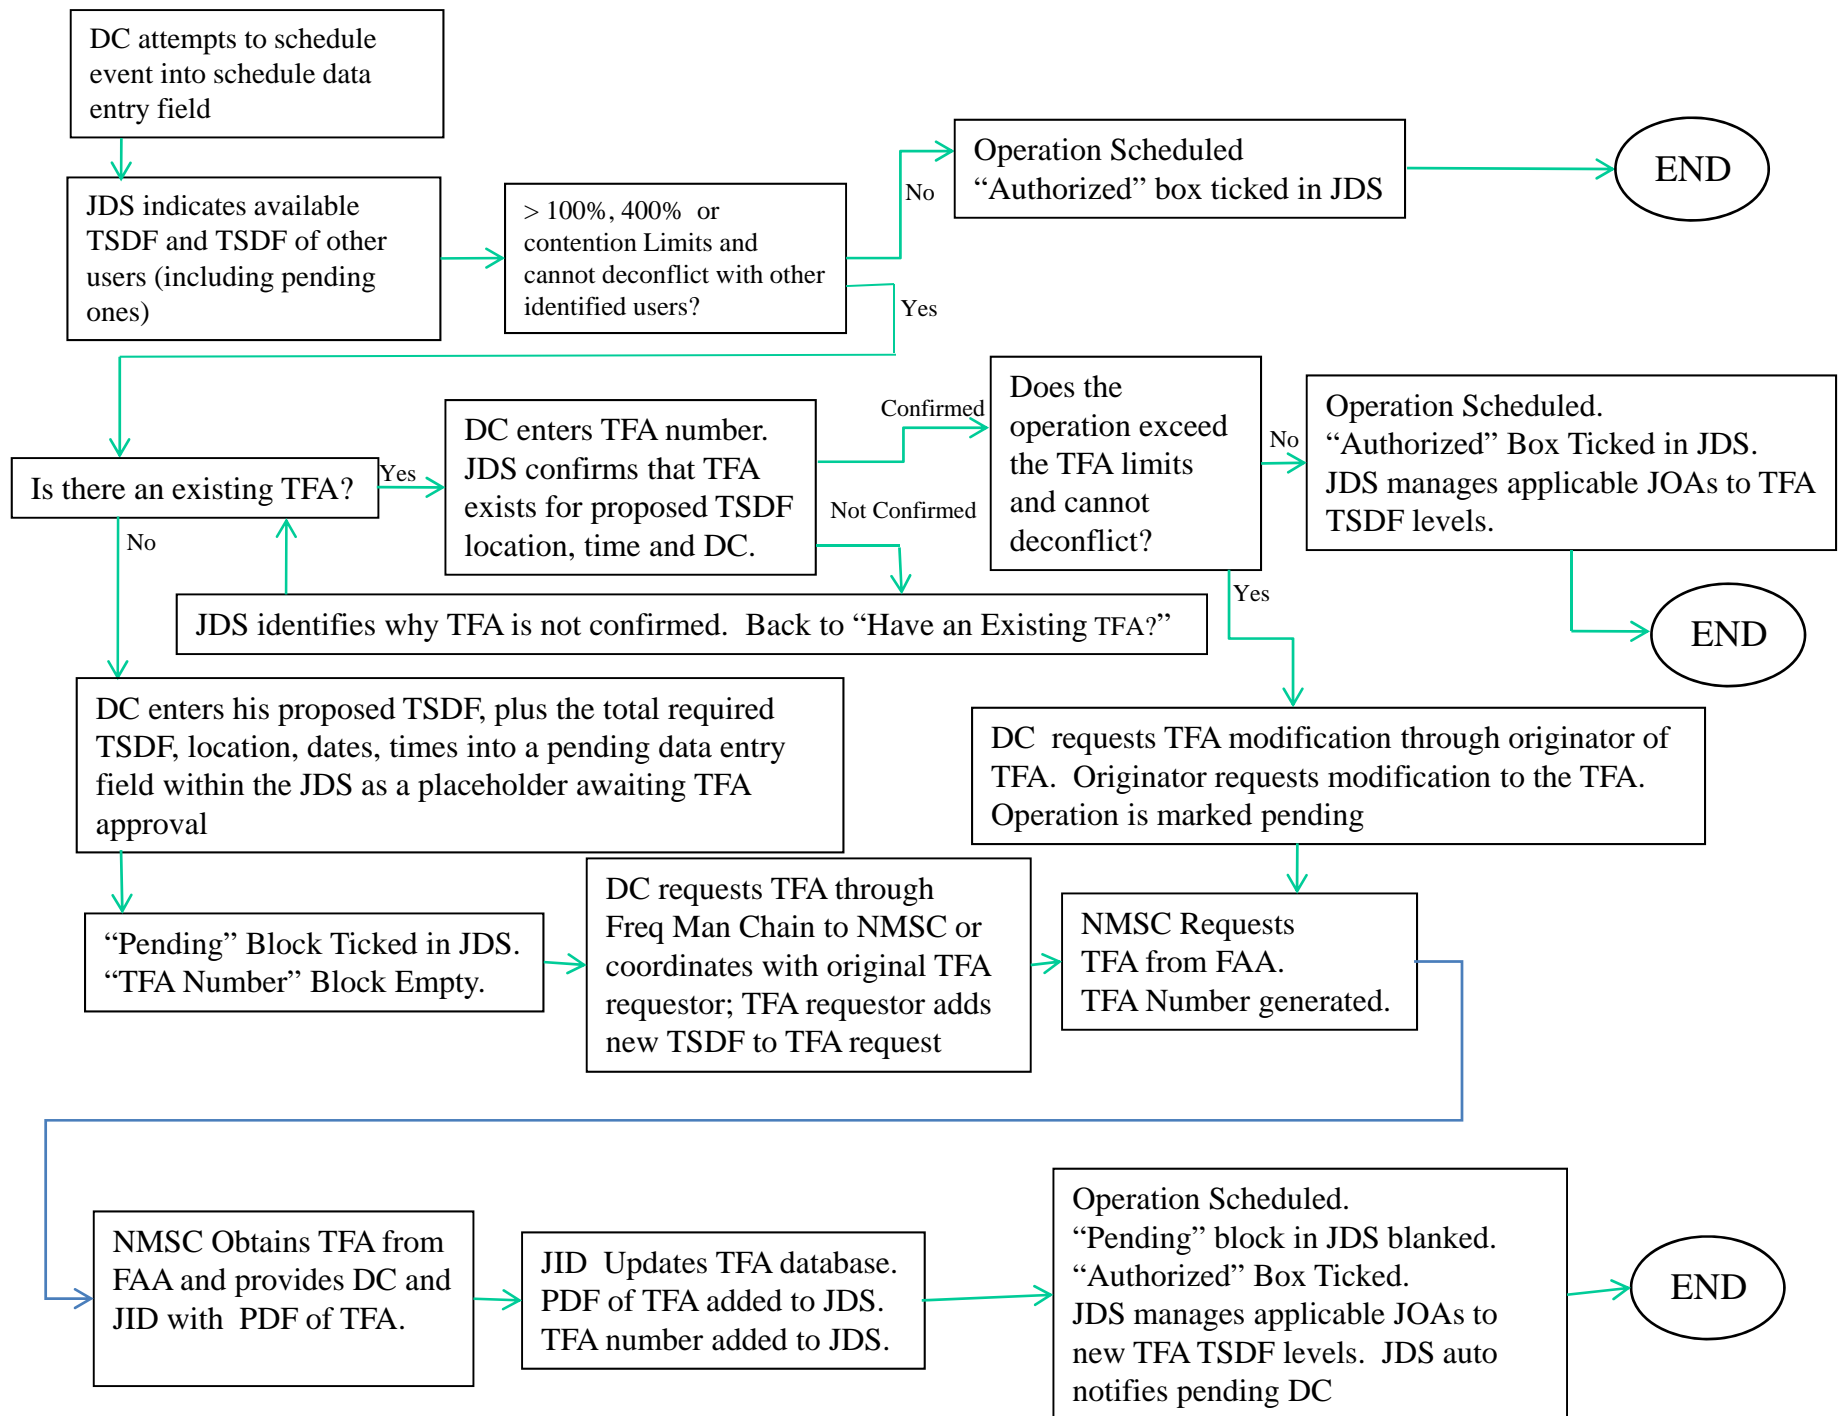 DC attempts to schedule
event into schedule data
entry field
JDS indicates available
TSDF and TSDF of other
users (including pending
ones)
> 100%, 400%  or
contention Limits and
cannot deconflict with other
identified users?
No
Yes
Operation Scheduled
“Authorized” box ticked in JDS
END
Is there an existing TFA?
Yes
No
DC enters TFA number.
JDS confirms that TFA
exists for proposed TSDF
location, time and DC.
Confirmed
Not Confirmed
Does the
operation exceed
the TFA limits
and cannot
deconflict?
No
Yes
Operation Scheduled.
“Authorized” Box Ticked in JDS.
JDS manages applicable JOAs to TFA
TSDF levels.
END
JDS identifies why TFA is not confirmed.  Back to “Have an Existing TFA?”
DC enters his proposed TSDF, plus the total required
TSDF, location, dates, times into a pending data entry
field within the JDS as a placeholder awaiting TFA
approval
DC  requests TFA modification through originator of
TFA.  Originator requests modification to the TFA.
Operation is marked pending
“Pending” Block Ticked in JDS.
“TFA Number” Block Empty.
DC requests TFA through
Freq Man Chain to NMSC or
coordinates with original TFA
requestor; TFA requestor adds
new TSDF to TFA request
NMSC Requests
TFA from FAA.
TFA Number generated.
NMSC Obtains TFA from
FAA and provides DC and
JID with  PDF of TFA.
JID  Updates TFA database.
PDF of TFA added to JDS.
TFA number added to JDS.
Operation Scheduled.
“Pending” block in JDS blanked.
“Authorized” Box Ticked.
JDS manages applicable JOAs to
new TFA TSDF levels.  JDS auto
notifies pending DC
END